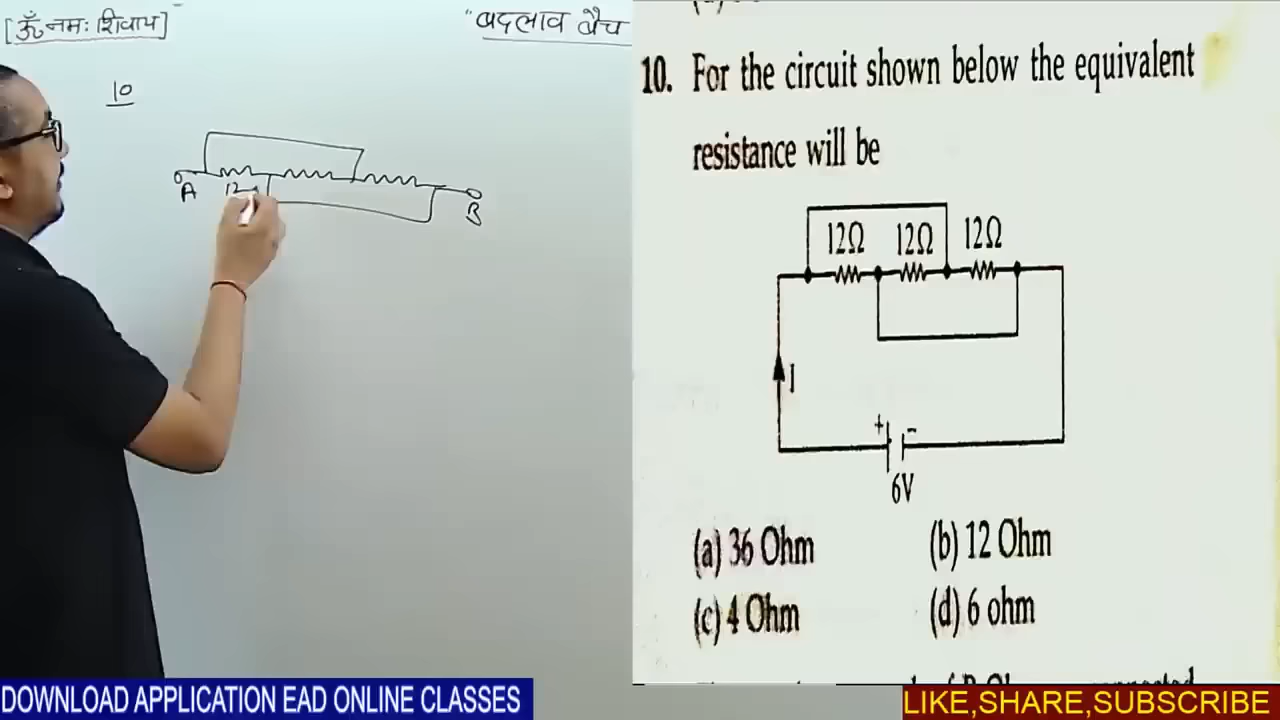 [ॐ नमः शिवाय]
"बदलाव बैच
10
A
12
B
10. For the circuit shown below the equivalent
resistance will be
12Ω 12Ω 12Ω
I
+ -
6V
(a) 36 Ohm (b) 12 Ohm
(c) 4 Ohm (d) 6 ohm
DOWNLOAD APPLICATION EAD ONLINE CLASSES
LIKE,SHARE,SUBSCRIBE